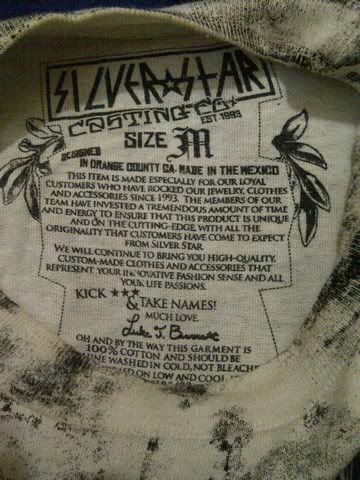 SILVER★STAR
CASTING CO.
EST 1993
SIZE M
DESIGNED
IN ORANGE COUNTY CA. MADE IN THE MEXICO
THIS ITEM IS MADE ESPECIALLY FOR OUR LOYAL
CUSTOMERS WHO HAVE ROCKED OUR JEWELRY, CLOTHES
AND ACCESSORIES SINCE 1993. THE MEMBERS OF OUR
TEAM HAVE INVESTED A TREMENDOUS AMOUNT OF TIME
AND ENERGY TO ENSURE THAT THIS PRODUCT IS UNIQUE
AND ON THE CUTTING-EDGE, WITH ALL THE
ORIGINALITY THAT CUSTOMERS HAVE COME TO EXPECT
FROM SILVER STAR.
WE WILL CONTINUE TO BRING YOU HIGH-QUALITY,
CUSTOM-MADE CLOTHES AND ACCESSORIES THAT
REPRESENT YOUR INNOVATIVE FASHION SENSE AND ALL
YOUR LIFE PASSIONS.
KICK ★★★
& TAKE NAMES!
MUCH LOVE,
Luke J. Burrett
OH AND BY THE WAY THIS GARMENT IS
100% COTTON AND SHOULD BE
WASHED IN COLD, NOT BLEACH
ON LOW AND COOL